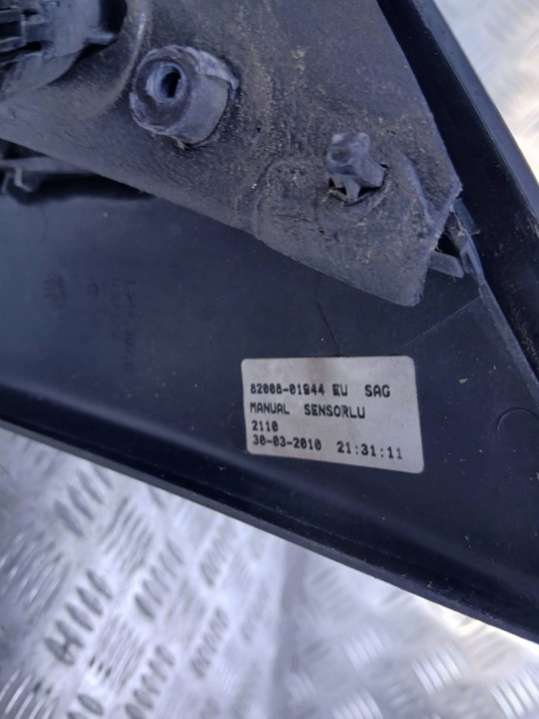 82008-01944 EU SAG
MANUAL SENSORLU
2110
30-03-2010 21:31:11